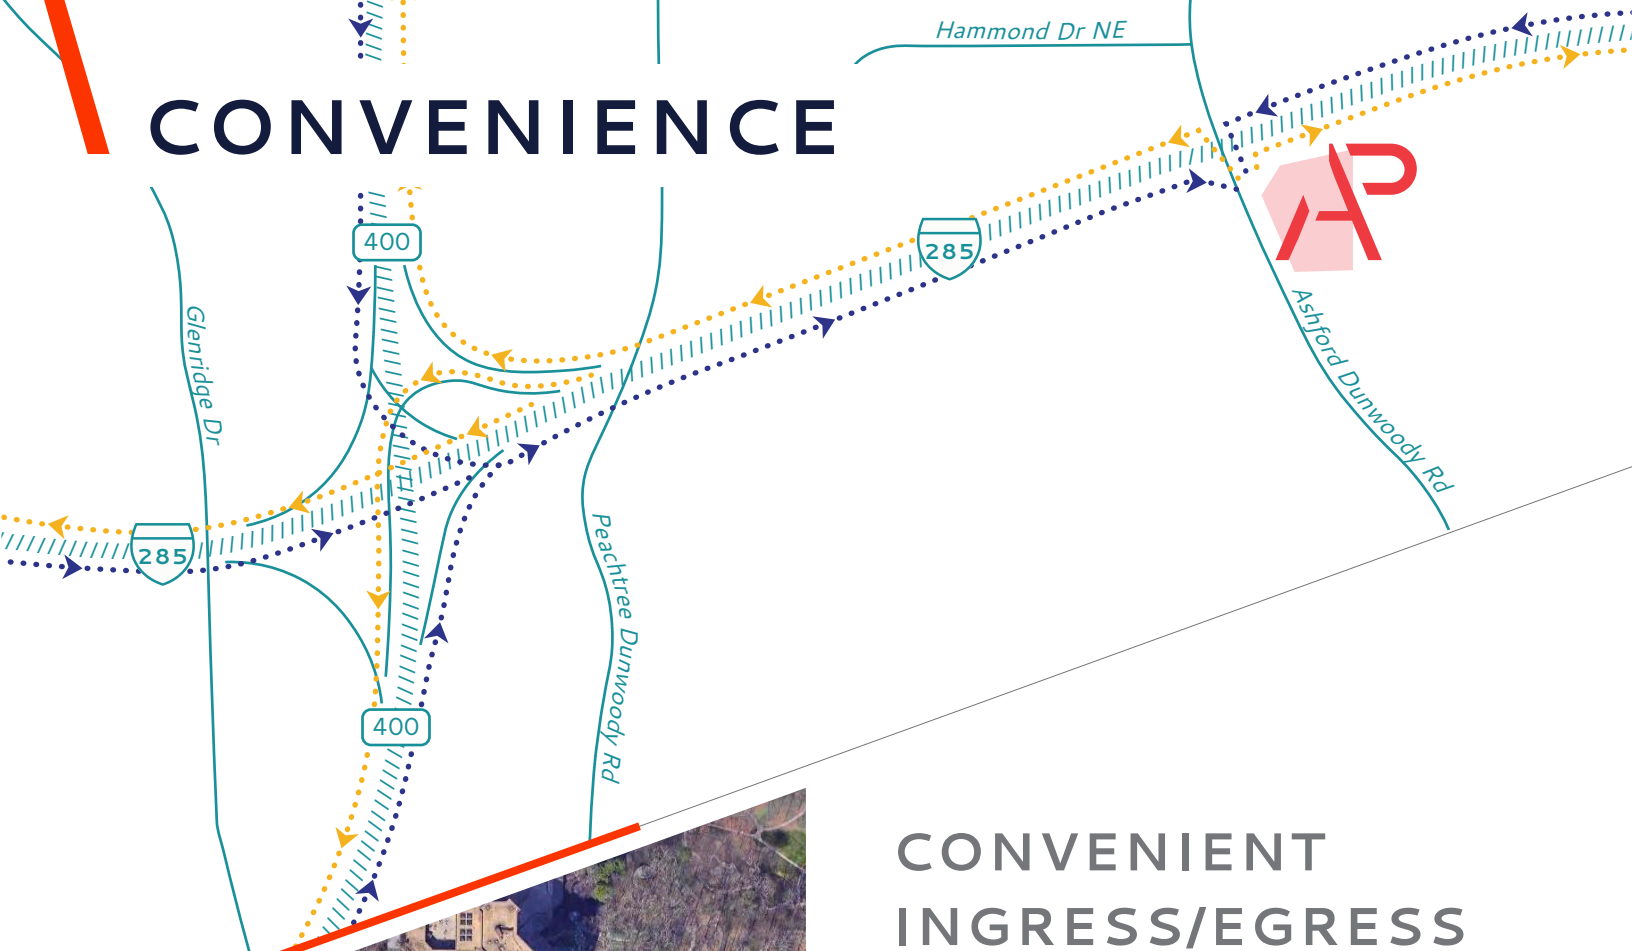 Hammond Dr NE
CONVENIENCE
AP
400
285
Glenridge Dr
Ashford Dunwoody Rd
285
Peachtree Dunwoody Rd
400
CONVENIENT
INGRESS/EGRESS